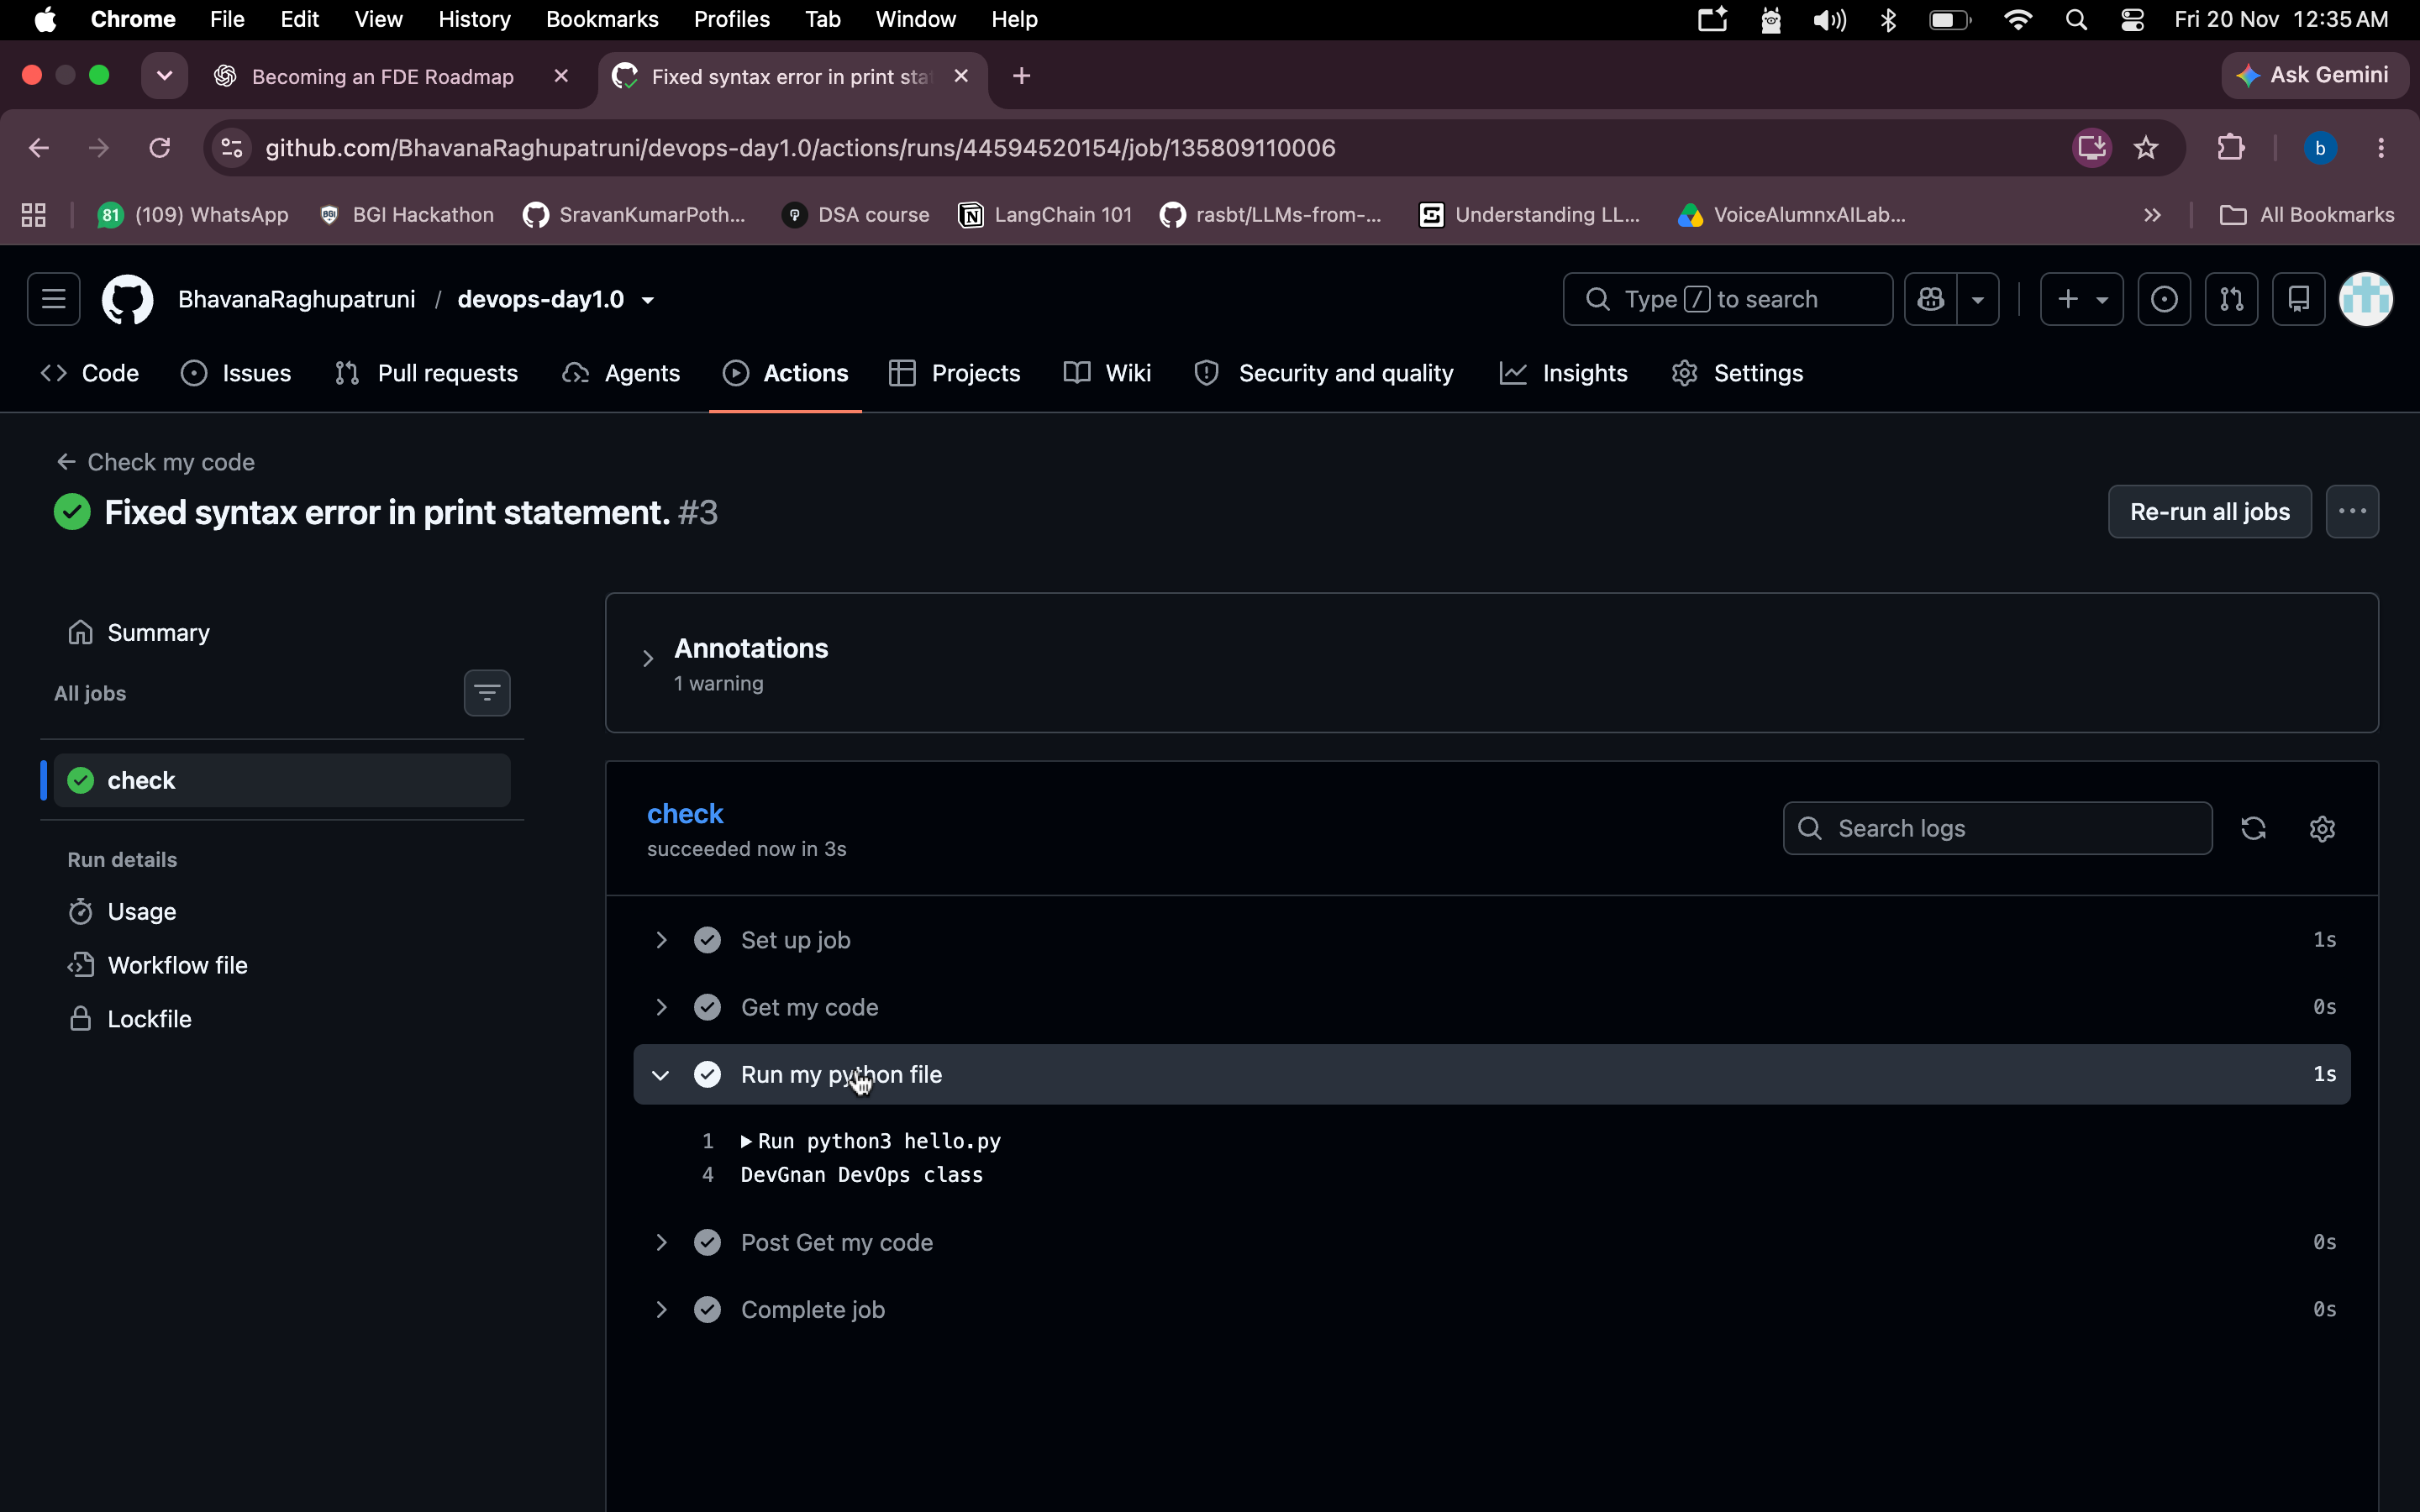 Chrome File Edit View History Bookmarks Profiles Tab Window Help Fri 20 Nov 12:35 AM
Becoming an FDE Roadmap Fixed syntax error in print sta Ask Gemini
github.com/BhavanaRaghupatruni/devops-day1.0/actions/runs/44594520154/job/135809110006 b
81 (109) WhatsApp BGI BGI Hackathon SravanKumarPoth... DSA course LangChain 101 rasbt/LLMs-from-... Understanding LL... VoiceAlumnxAILab... All Bookmarks
BhavanaRaghupatruni / devops-day1.0 Type / to search
Code Issues Pull requests Agents Actions Projects Wiki Security and quality Insights Settings
Check my code
Fixed syntax error in print statement. #3 Re-run all jobs
Summary
All jobs
check
Run details
Usage
Workflow file
Lockfile
Annotations
1 warning
check
succeeded now in 3s
Search logs
Set up job 1s
Get my code 0s
Run my python file 1s
1 Run python3 hello.py
4 DevGnan DevOps class
Post Get my code 0s
Complete job 0s